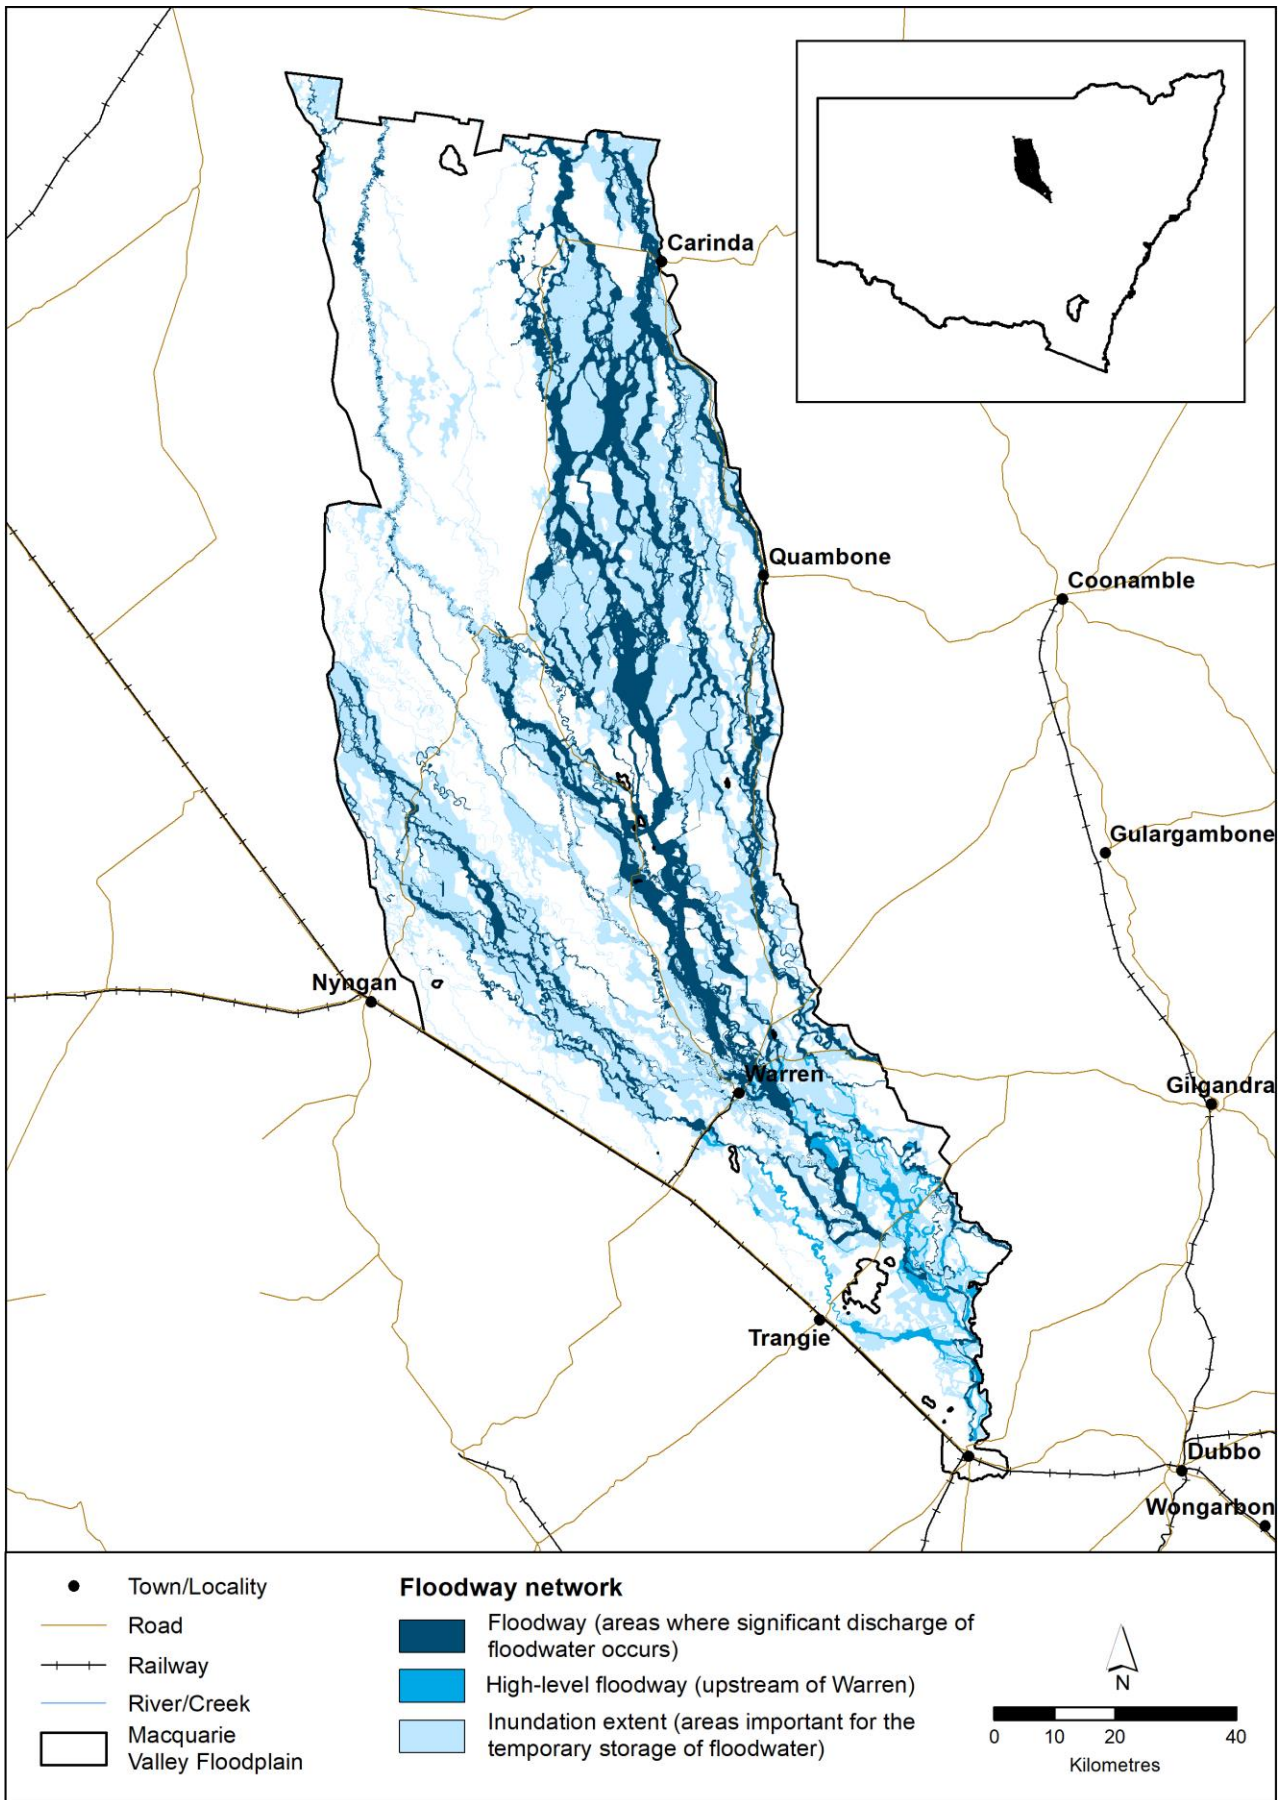 Carinda
Quambone
Coonamble
Gulargambone
Nyngan
Warren
Gilgandra
Trangie
Dubbo
Wongarbon
Town/Locality
Road
Railway
River/Creek
Macquarie
Valley Floodplain
Floodway network
Floodway (areas where significant discharge of
floodwater occurs)
High-level floodway (upstream of Warren)
Inundation extent (areas important for the
temporary storage of floodwater)
N
0 10 20 40
Kilometres